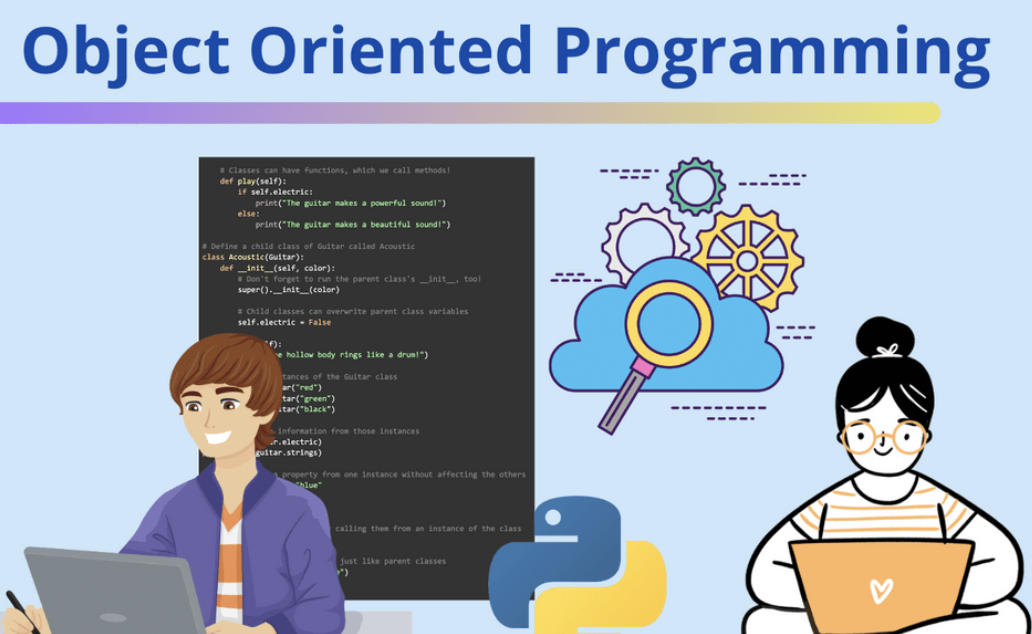 Object Oriented Programming
# Classes can have functions, which we call methods!
def play(self):
if self.electric:
print("The guitar makes a powerful sound!")
else:
print("The guitar makes a beautiful sound!")
# Define a child class of Guitar called Acoustic
class Acoustic(Guitar):
def __init__(self, color):
# Don't forget to run the parent class's __init__, too!
super().__init__(color)
# Child classes can overwrite parent class variables
self.electric = False
hollow body rings like a drum!")
of the Guitar class
("red")
("green")
("black")
information from those instances
.electric)
guitar.strings)
property from one instance without affecting the others
"blue"
calling them from an instance of the class
just like parent classes
")